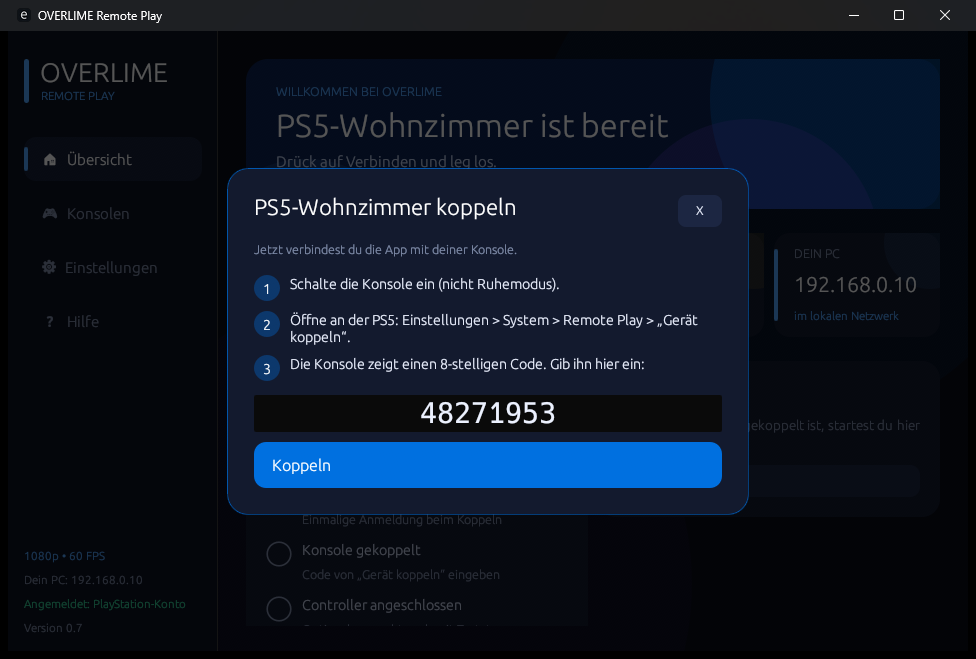 e OVERLIME Remote Play
OVERLIME
REMOTE PLAY
Übersicht
Konsolen
Einstellungen
? Hilfe
1080p • 60 FPS
Dein PC: 192.168.0.10
Angemeldet: PlayStation-Konto
Version 0.7
WILLKOMMEN BEI OVERLIME
PS5-Wohnzimmer ist bereit
Drück auf Verbinden und leg los.
DEIN PC
192.168.0.10
im lokalen Netzwerk
PS5-Wohnzimmer koppeln
X
Jetzt verbindest du die App mit deiner Konsole.
1 Schalte die Konsole ein (nicht Ruhemodus).
2 Öffne an der PS5: Einstellungen > System > Remote Play > „Gerät
koppeln“.
3 Die Konsole zeigt einen 8-stelligen Code. Gib ihn hier ein:
48271953
Koppeln
gekoppelt ist, startest du hier
Einmalige Anmeldung beim Koppeln
Konsole gekoppelt
Code von „Gerät koppeln“ eingeben
Controller angeschlossen